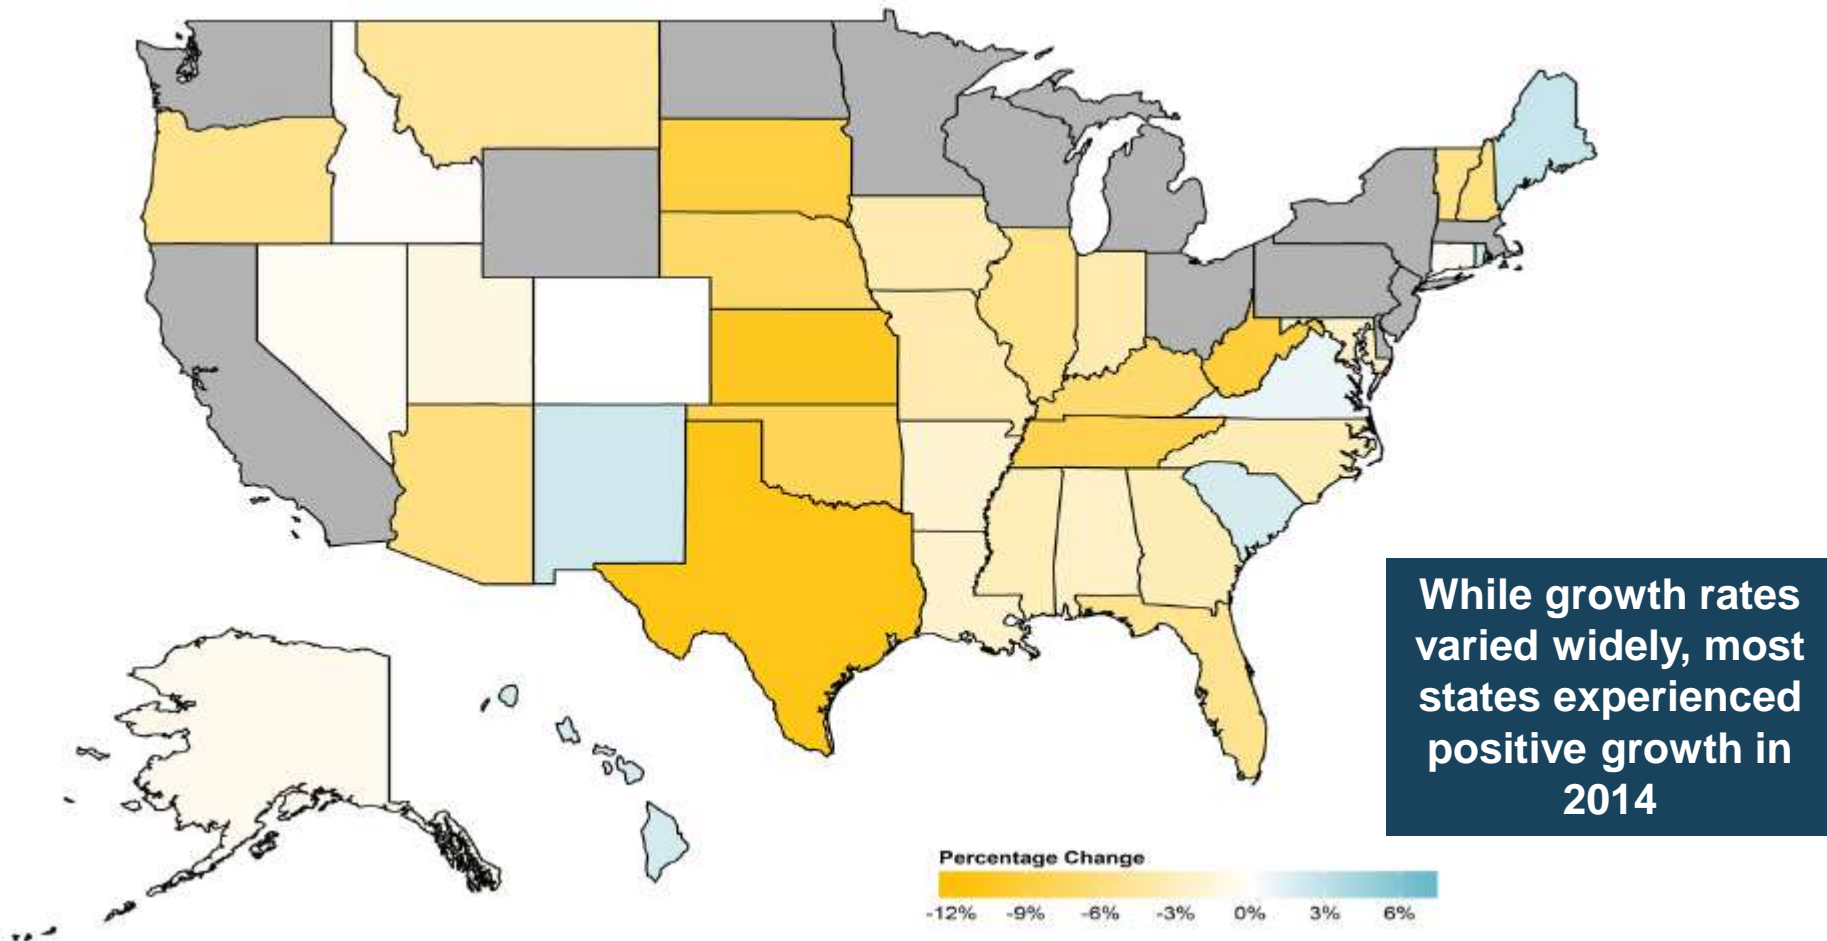 While growth rates
varied widely, most
states experienced
positive growth in
2014
Percentage Change
-12% -9% -6% -3% 0% 3% 6%